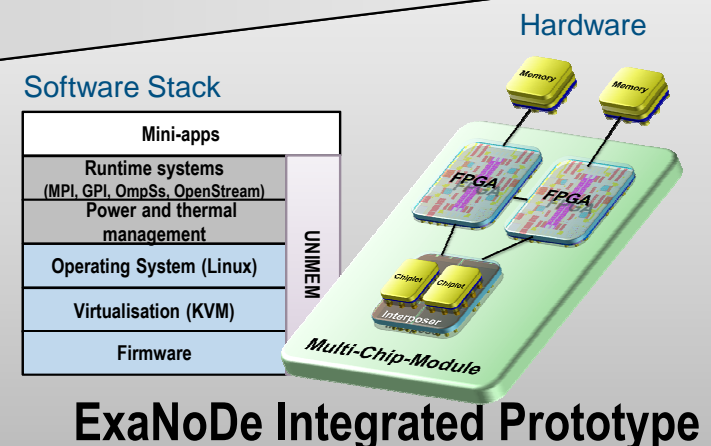 Hardware
Software Stack
Mini-apps
Runtime systems
(MPI, GPI, OmpSs, OpenStream)
Power and thermal
management
Operating System (Linux)
Virtualisation (KVM)
Firmware
UNIMEM
Memory
Memory
FPGA
FPGA
Chiplet
Chiplet
Interposer
Multi-Chip-Module
ExaNoDe Integrated Prototype